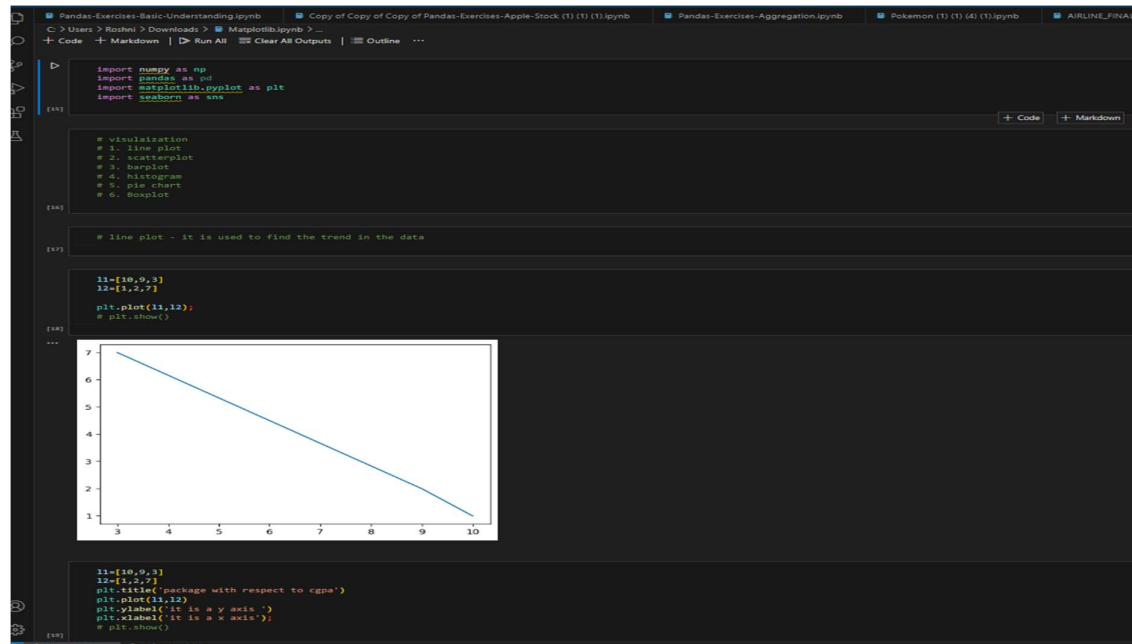 Pandas-Exercises-Basic-Understanding.ipynb Copy of Copy of Copy of Pandas-Exercises-Apple-Stock (1) (1) (1).ipynb Pandas-Exercises-Aggregation.ipynb Pokemon (1) (1) (4) (1).ipynb AIRLINE_FINAL
C: > Users > Roshni > Downloads > Matplotlib.ipynb > ...
+ Code + Markdown | Run All Clear All Outputs | Outline ...
import numpy as np
import pandas as pd
import matplotlib.pyplot as plt
import seaborn as sns
[15]
+ Code + Markdown
# visulaization
# 1. line plot
# 2. scatterplot
# 3. barplot
# 4. histogram
# 5. pie chart
# 6. Boxplot
[16]
# line plot - it is used to find the trend in the data
[17]
l1=[10,9,3]
l2=[1,2,7]
plt.plot(l1,l2);
# plt.show()
[18]
...
7
6
5
4
3
2
1
3 4 5 6 7 8 9 10
l1=[10,9,3]
l2=[1,2,7]
plt.title('package with respect to cgpa')
plt.plot(l1,l2)
plt.ylabel('it is a y axis ')
plt.xlabel('it is a x axis');
# plt.show()
[19]